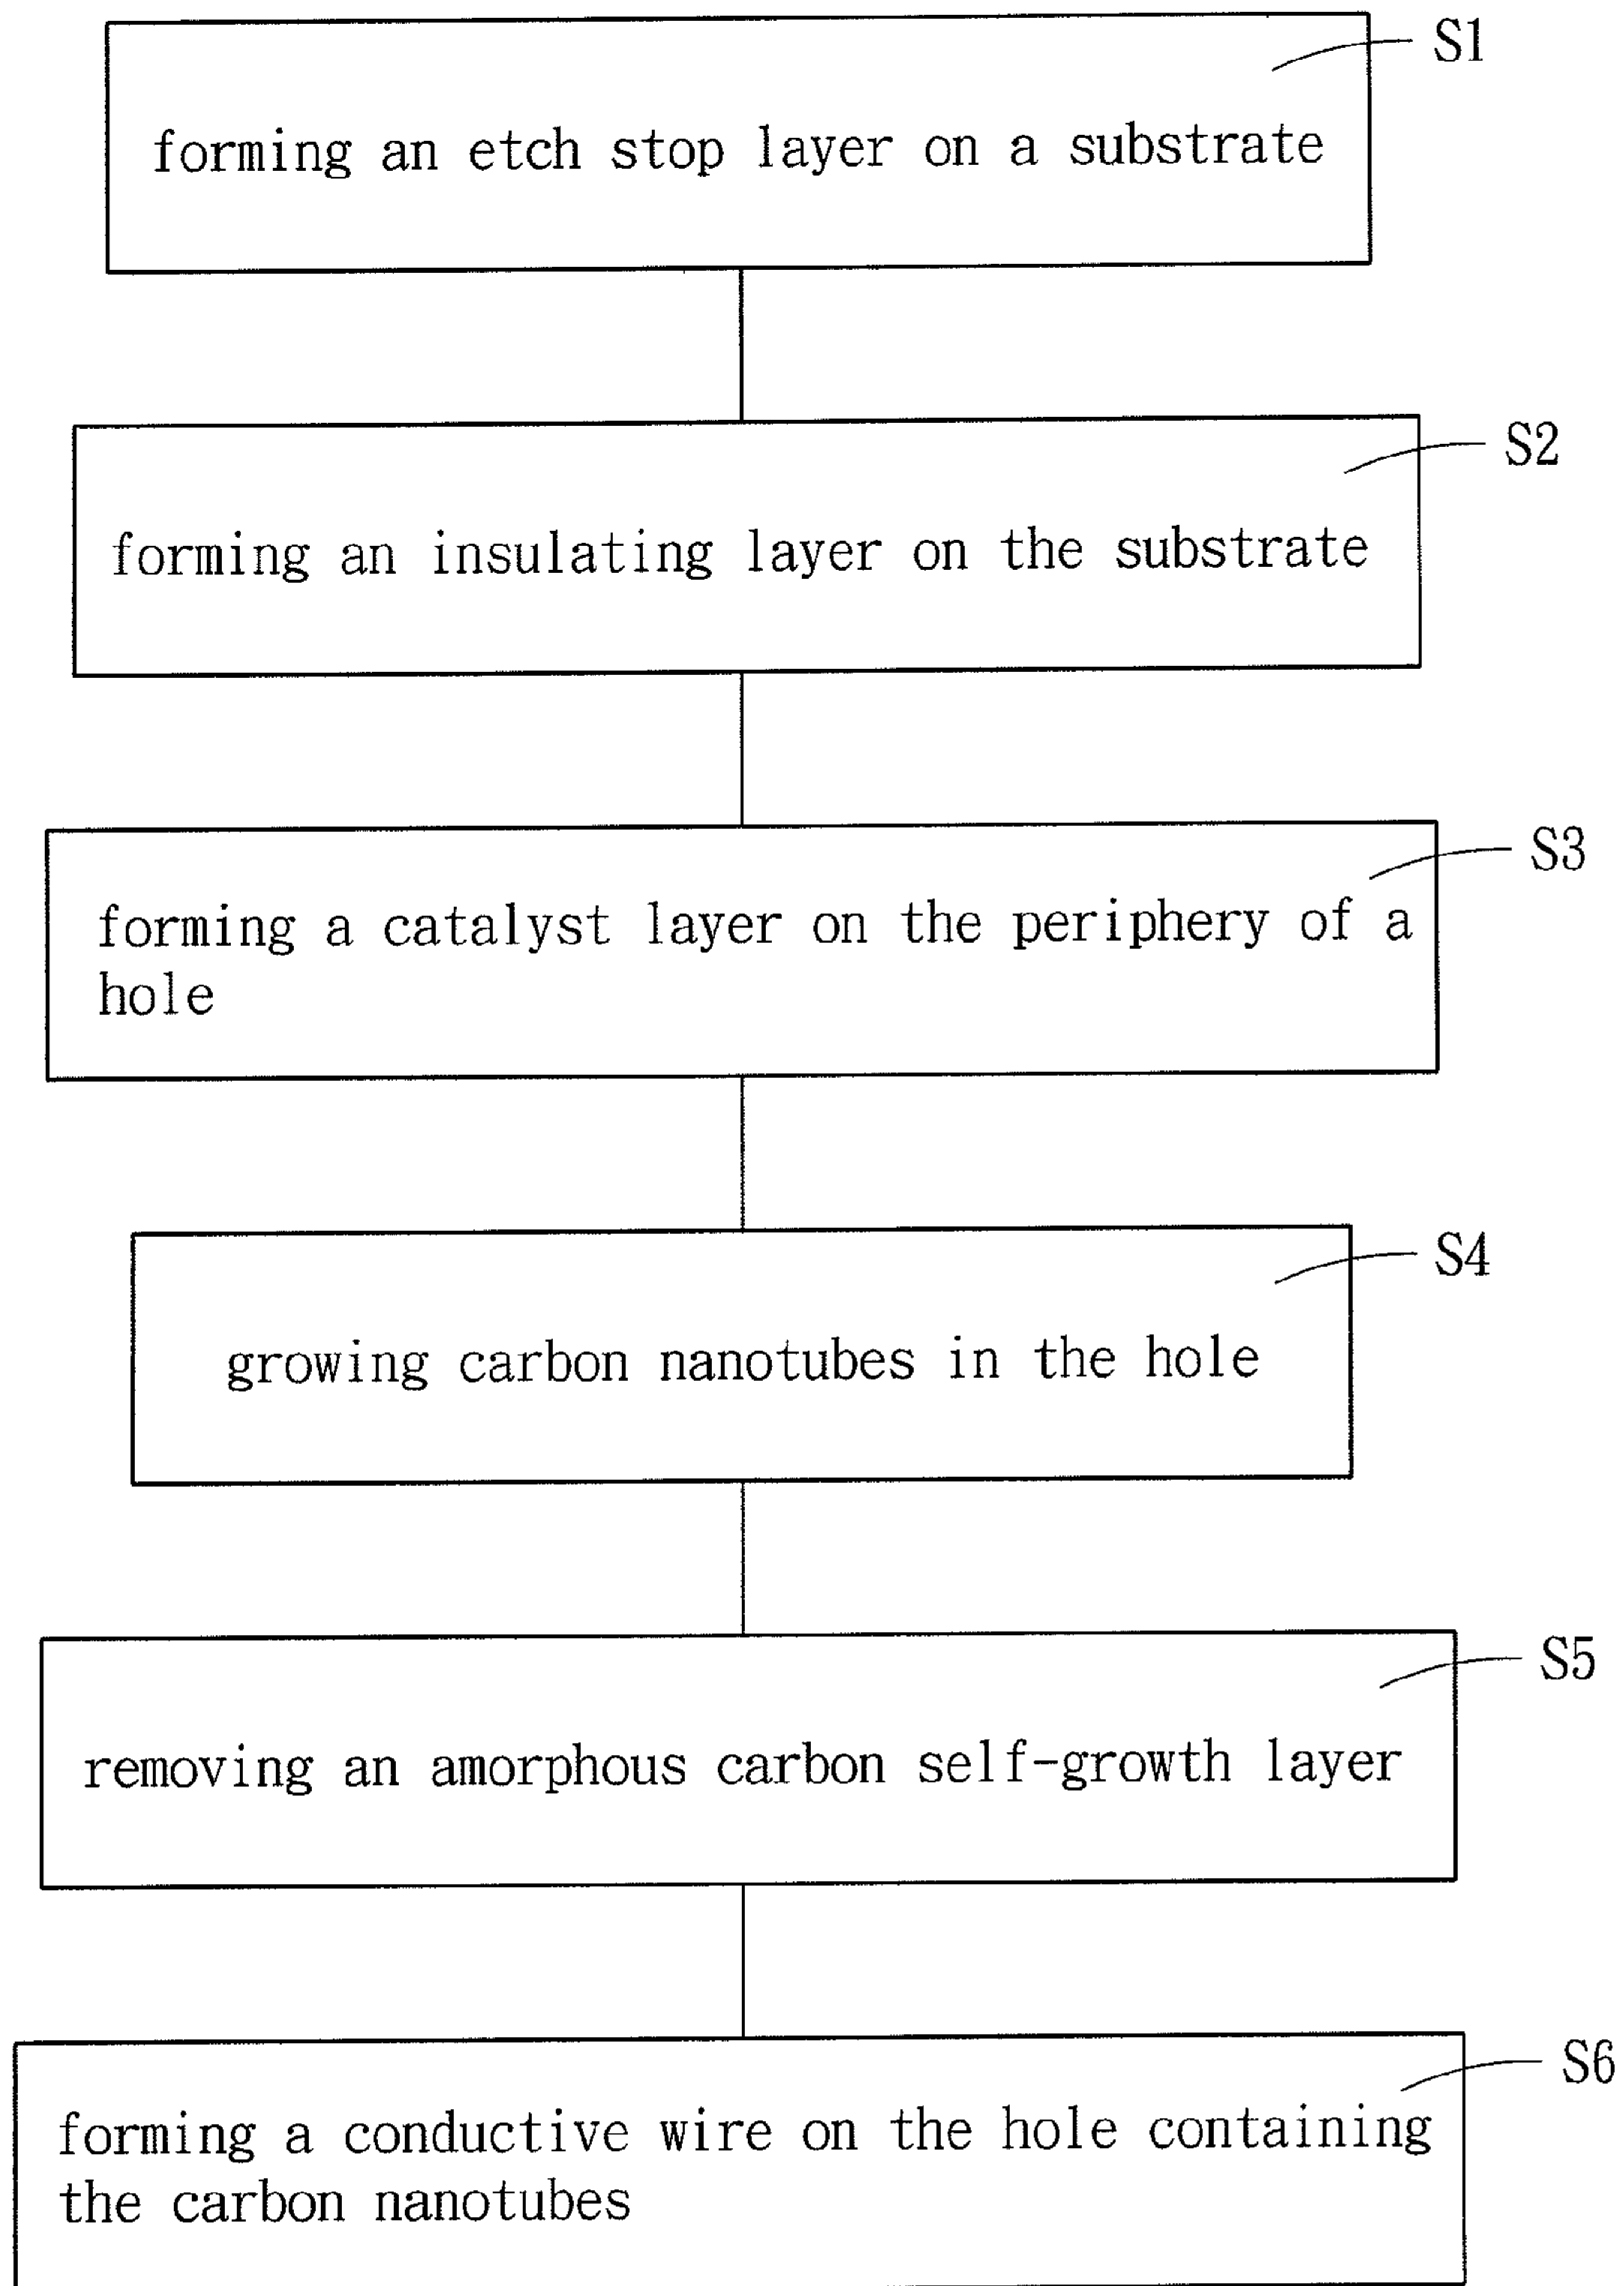 S1
forming an etch stop layer on a substrate
S2
forming an insulating layer on the substrate
S3
forming a catalyst layer on the periphery of a
hole
S4
growing carbon nanotubes in the hole
S5
removing an amorphous carbon self-growth layer
S6
forming a conductive wire on the hole containing
the carbon nanotubes